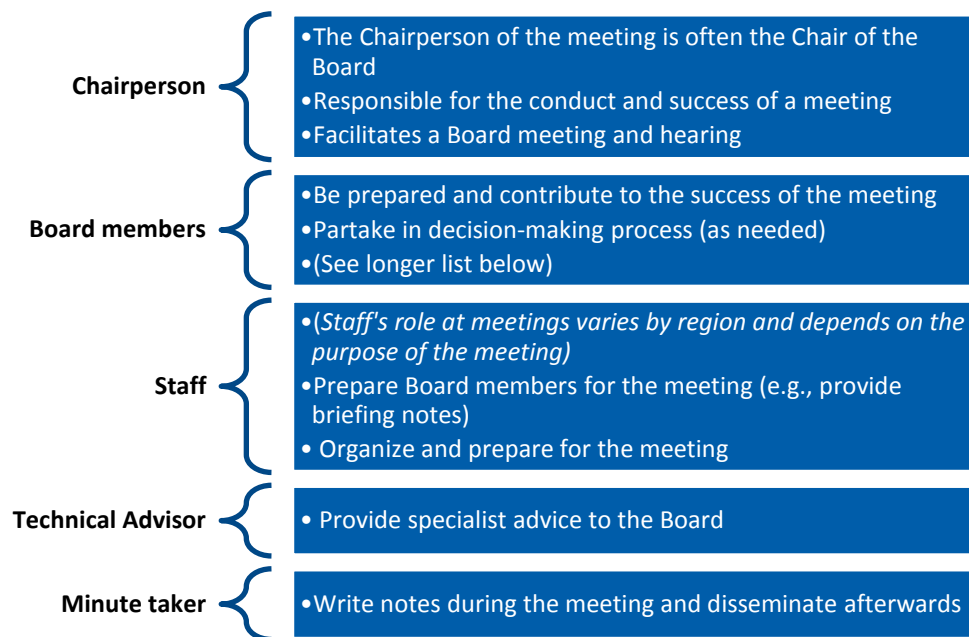 Chairperson
•The Chairperson of the meeting is often the Chair of the
Board
•Responsible for the conduct and success of a meeting
•Facilitates a Board meeting and hearing
Board members
•Be prepared and contribute to the success of the meeting
•Partake in decision-making process (as needed)
•(See longer list below)
Staff
•(Staff's role at meetings varies by region and depends on the
purpose of the meeting)
•Prepare Board members for the meeting (e.g., provide
briefing notes)
• Organize and prepare for the meeting
Technical Advisor
• Provide specialist advice to the Board
Minute taker
•Write notes during the meeting and disseminate afterwards